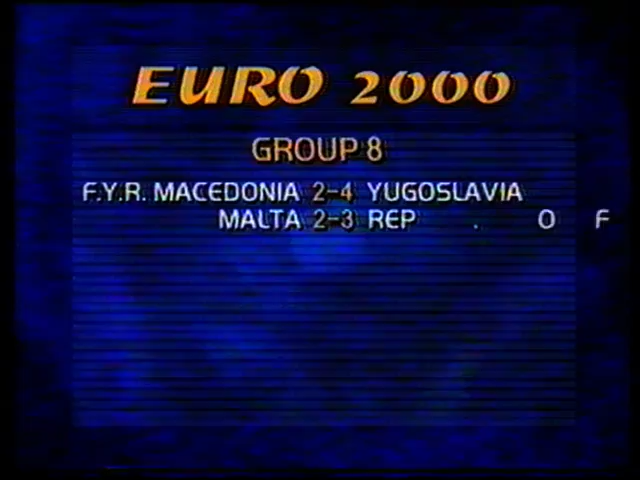 EURO 2000
GROUP 8
F.Y.R. MACEDONIA 2-4 YUGOSLAVIA
MALTA 2-3 REP . O F